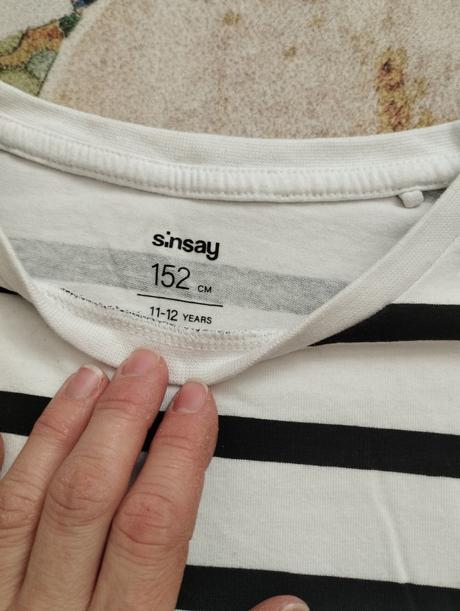 sinsay
152 CM
11-12 YEARS